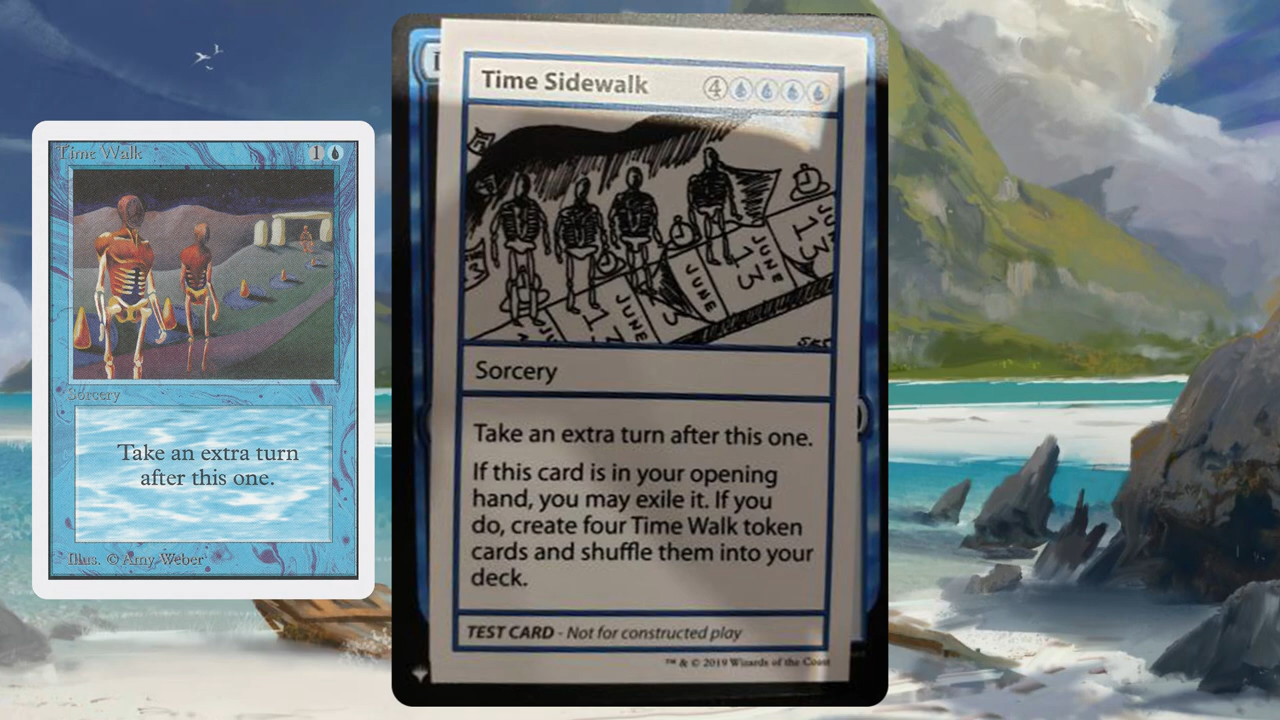 Time Walk
1
Sorcery
Take an extra turn
after this one.
Illus. © Amy Weber
Time Sidewalk
4
JUNE
13
JUNE
13
JUNE
JUNE
Sorcery
Take an extra turn after this one.
If this card is in your opening
hand, you may exile it. If you
do, create four Time Walk token
cards and shuffle them into your
deck.
TEST CARD - Not for constructed play
™ & © 2019 Wizards of the Coast